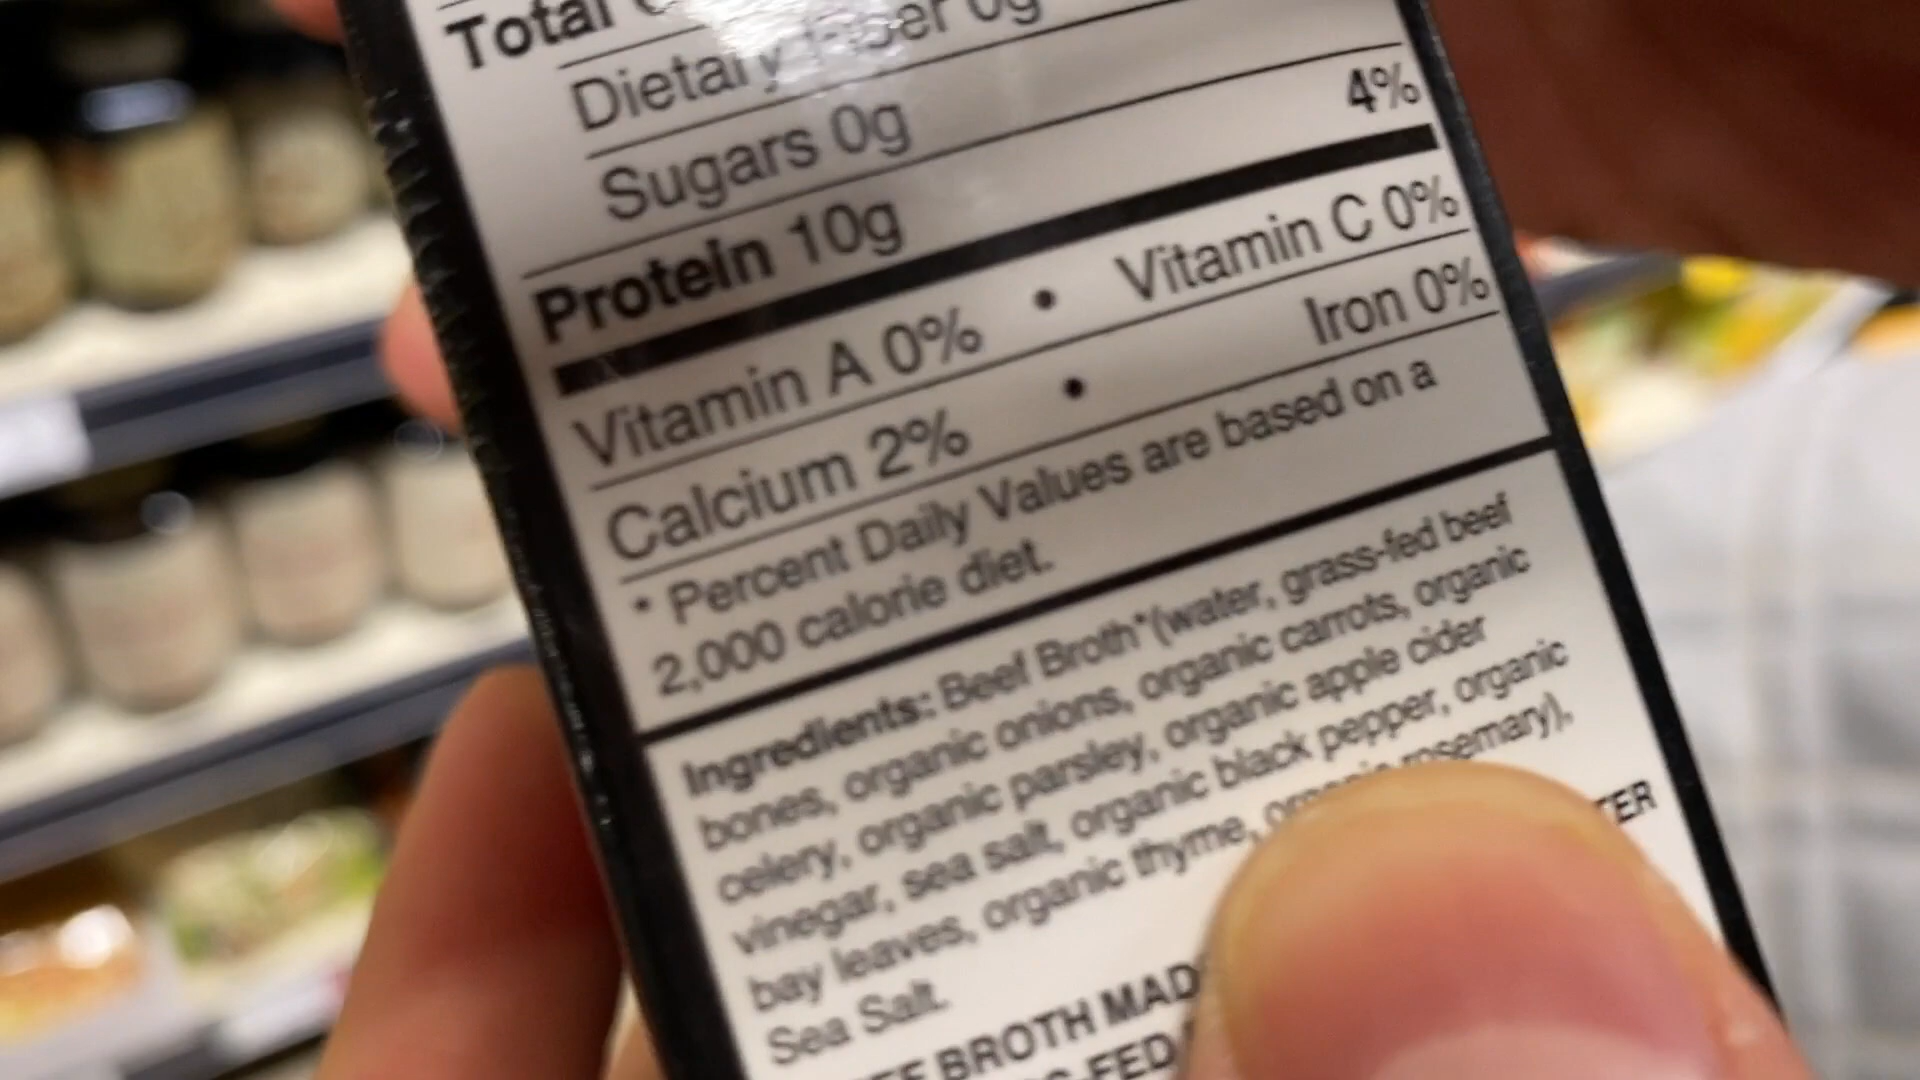 Total
Dietary Fiber 0g
Sugars 0g
4%
Protein 10g
Vitamin A 0% • Vitamin C 0%
Calcium 2% • Iron 0%
* Percent Daily Values are based on a
2,000 calorie diet.
Ingredients: Beef Broth*(water, grass-fed beef
bones, organic onions, organic carrots, organic
celery, organic parsley, organic apple cider
vinegar, sea salt, organic black pepper, organic
bay leaves, organic thyme, organic rosemary),
Sea Salt.
BROTH MADE